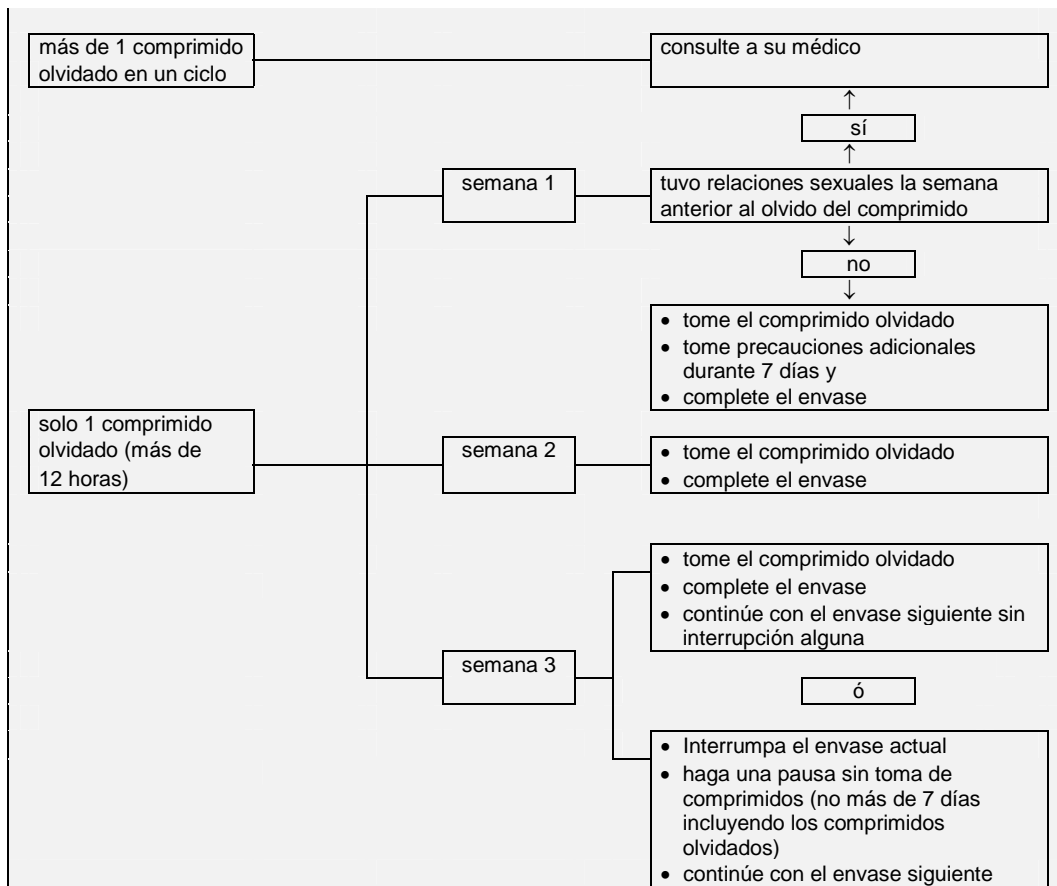 más de 1 comprimido
olvidado en un ciclo
consulte a su médico
↑
sí
↑
semana 1
tuvo relaciones sexuales la semana
anterior al olvido del comprimido
↓
no
↓
• tome el comprimido olvidado
• tome precauciones adicionales
durante 7 días y
• complete el envase
solo 1 comprimido
olvidado (más de
12 horas)
semana 2
• tome el comprimido olvidado
• complete el envase
• tome el comprimido olvidado
• complete el envase
• continúe con el envase siguiente sin
interrupción alguna
semana 3
ó
• Interrumpa el envase actual
• haga una pausa sin toma de
comprimidos (no más de 7 días
incluyendo los comprimidos
olvidados)
• continúe con el envase siguiente